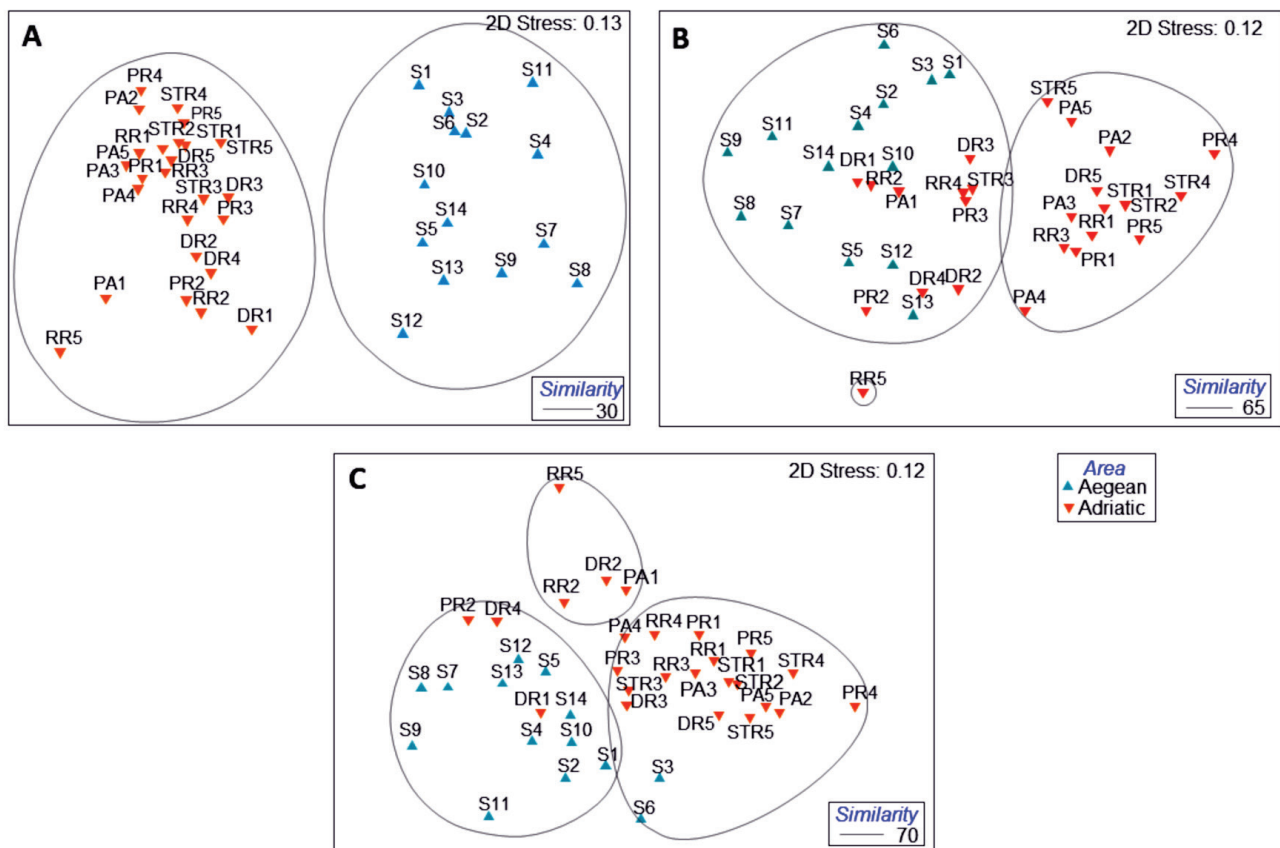 A
2D Stress: 0.13
PR4
PA2
STR4
PR5
RR1
STR2
STR1
PA5
STR5
PA3
PR1
DR5
RR3
PA4
STR3
DR3
RR4
PR3
DR2
DR4
PA1
PR2
RR2
DR1
RR5
S1
S11
S3
S6
S2
S4
S10
S14
S5
S7
S13
S9
S8
S12
Similarity
30
B
2D Stress: 0.12
S6
S3
S1
S2
S4
S11
S9
S14
DR1
S10
RR2
PA1
DR3
RR4
STR3
PR3
S8
S7
S5
S12
DR4
DR2
PR2
S13
RR5
STR5
PA5
PA2
PR4
DR5
STR1
STR4
STR2
PA3
RR1
PR5
RR3
PR1
PA4
Similarity
65
C
2D Stress: 0.12
RR5
DR2
PA1
RR2
PR2
DR4
S12
S5
S8
S7
S13
DR1
S14
S9
S4
S10
S1
S2
S11
PA4
RR4
PR1
PR5
PR3
RR3
RR1
STR1
STR4
STR3
PA3
STR2
DR3
PA5
PA2
PR4
DR5
STR5
S3
S6
Similarity
70
Area
Aegean
Adriatic